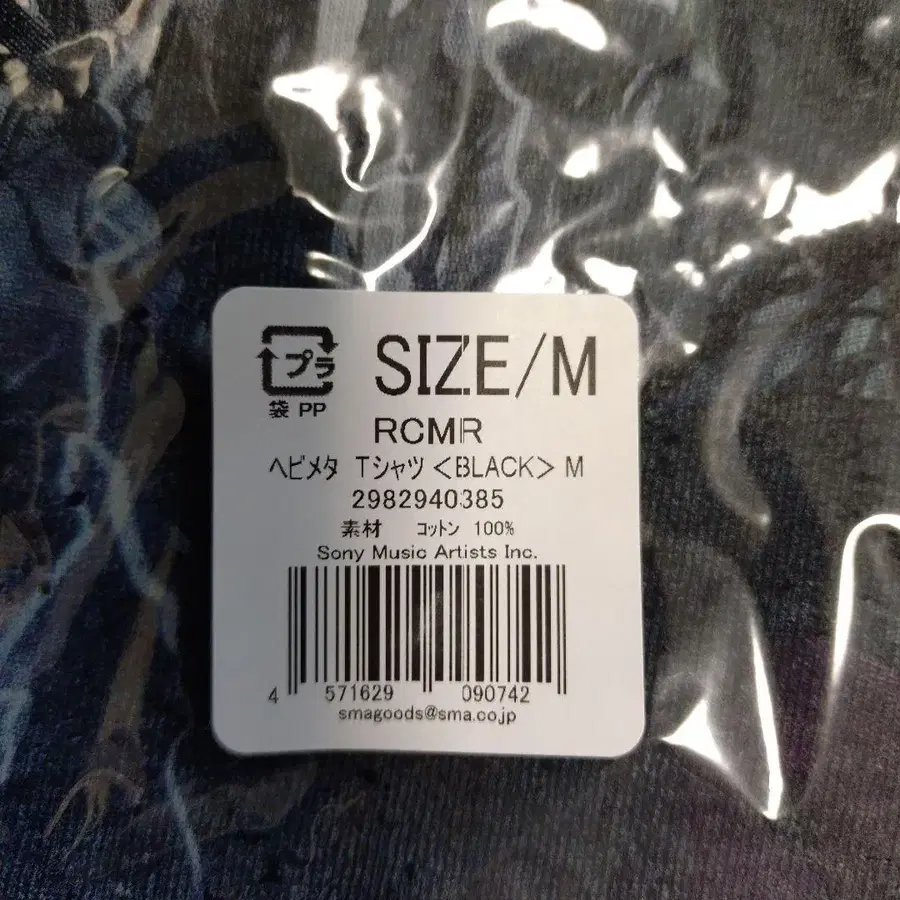 プラ
SIZE/M
袋 PP
RCMR
ヘビメタ Tシャツ<BLACK> M
2982940385
素材 コットン 100%
Sony Music Artists Inc.
4 571629 090742
smagoods@sma.co.jp